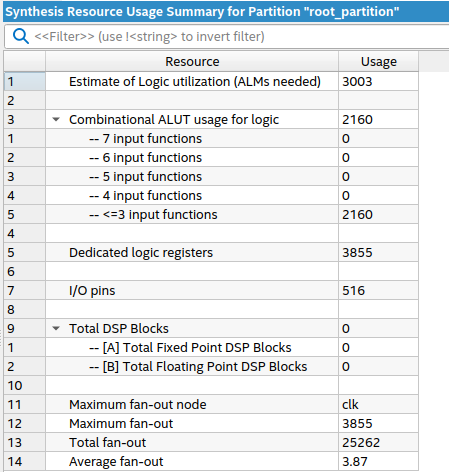 Synthesis Resource Usage Summary for Partition "root_partition"
<<Filter>> (use !<string> to invert filter)
Resource Usage
1 Estimate of Logic utilization (ALMs needed) 3003
2
3 Combinational ALUT usage for logic 2160
1 -- 7 input functions 0
2 -- 6 input functions 0
3 -- 5 input functions 0
4 -- 4 input functions 0
5 -- <=3 input functions 2160
4
5 Dedicated logic registers 3855
6
7 I/O pins 516
8
9 Total DSP Blocks 0
1 -- [A] Total Fixed Point DSP Blocks 0
2 -- [B] Total Floating Point DSP Blocks 0
10
11 Maximum fan-out node clk
12 Maximum fan-out 3855
13 Total fan-out 25262
14 Average fan-out 3.87